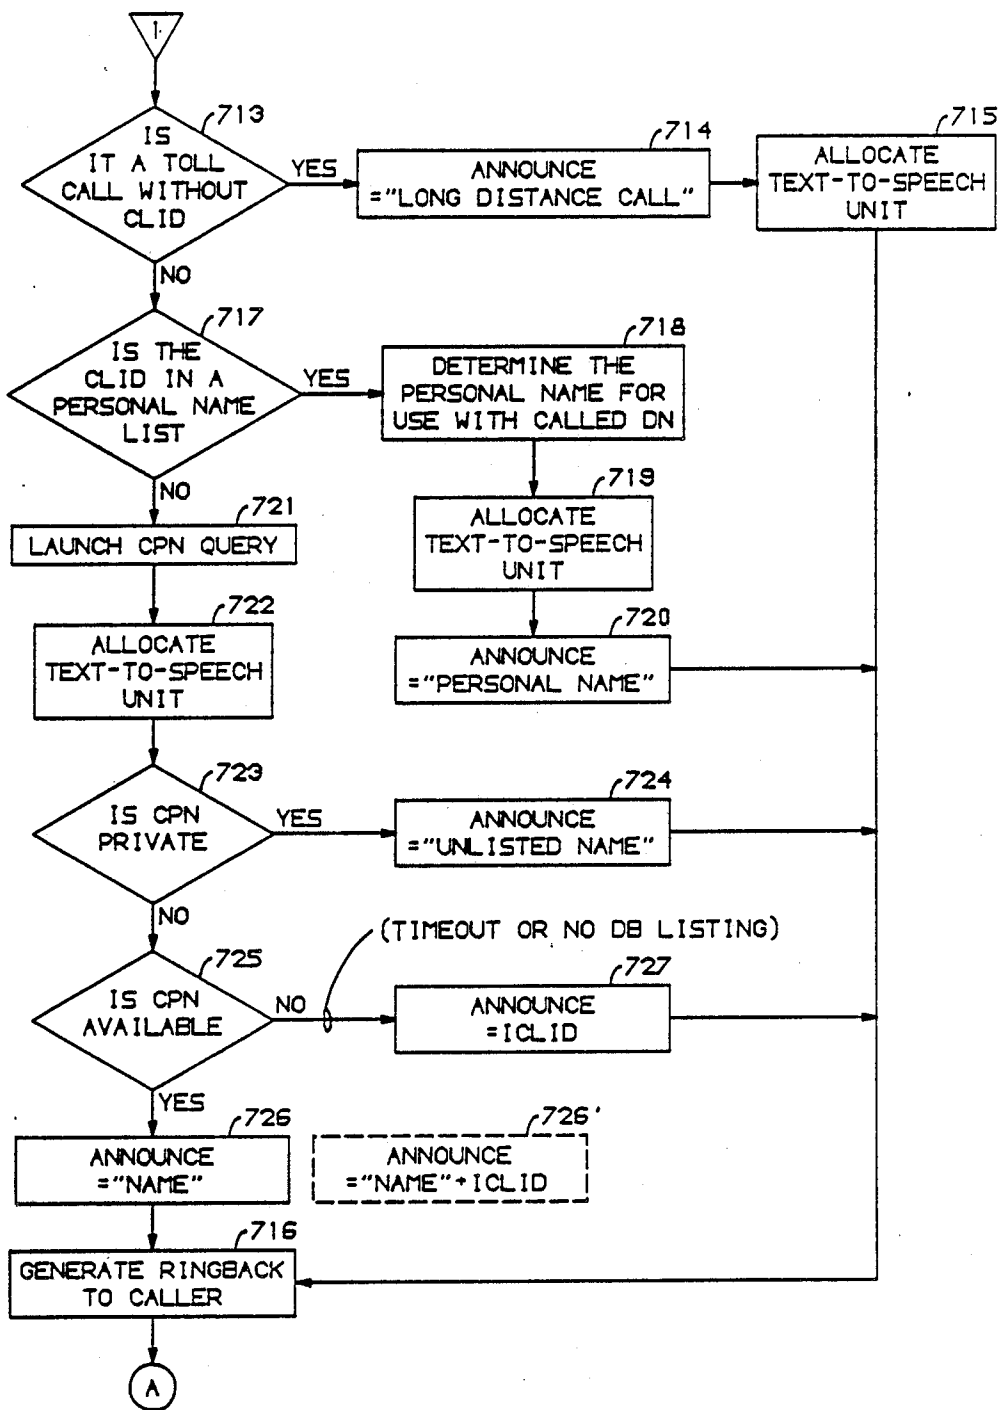 1
713
IS
IT A TOLL
CALL WITHOUT
CLID
YES
714
ANNOUNCE
="LONG DISTANCE CALL"
715
ALLOCATE
TEXT-TO-SPEECH
UNIT
NO
717
IS THE
CLID IN A
PERSONAL NAME
LIST
YES
718
DETERMINE THE
PERSONAL NAME FOR
USE WITH CALLED DN
NO
719
ALLOCATE
TEXT-TO-SPEECH
UNIT
721
LAUNCH CPN QUERY
722
ALLOCATE
TEXT-TO-SPEECH
UNIT
720
ANNOUNCE
="PERSONAL NAME"
723
IS CPN
PRIVATE
YES
724
ANNOUNCE
="UNLISTED NAME"
NO
(TIMEOUT OR NO DB LISTING)
725
IS CPN
AVAILABLE
NO
727
ANNOUNCE
=ICLID
YES
726
ANNOUNCE
="NAME"
726'
ANNOUNCE
="NAME"+ICLID
716
GENERATE RINGBACK
TO CALLER
A